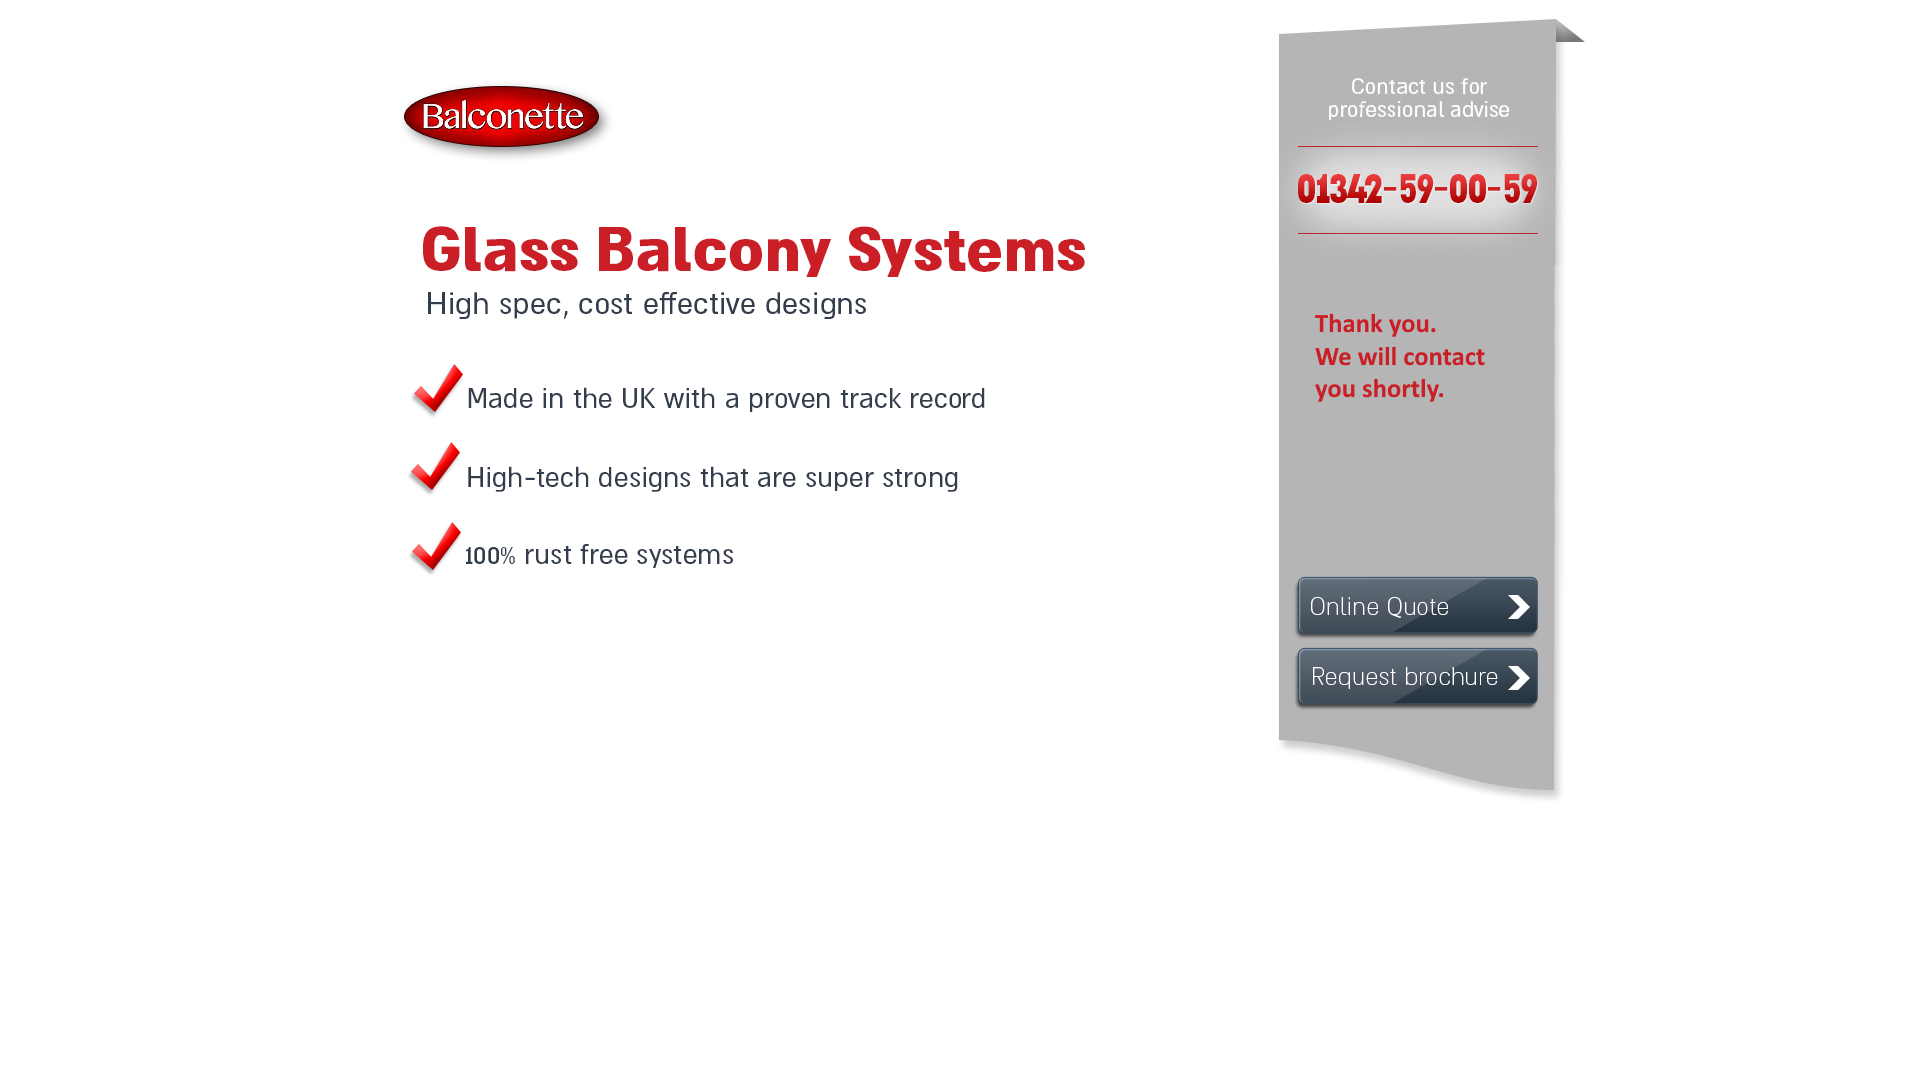 Balconette
Glass Balcony Systems
High spec, cost effective designs
Made in the UK with a proven track record
High-tech designs that are super strong
100% rust free systems
Contact us for
professional advise
01342-59-00-59
Thank you.
We will contact
you shortly.
Online Quote
Request brochure